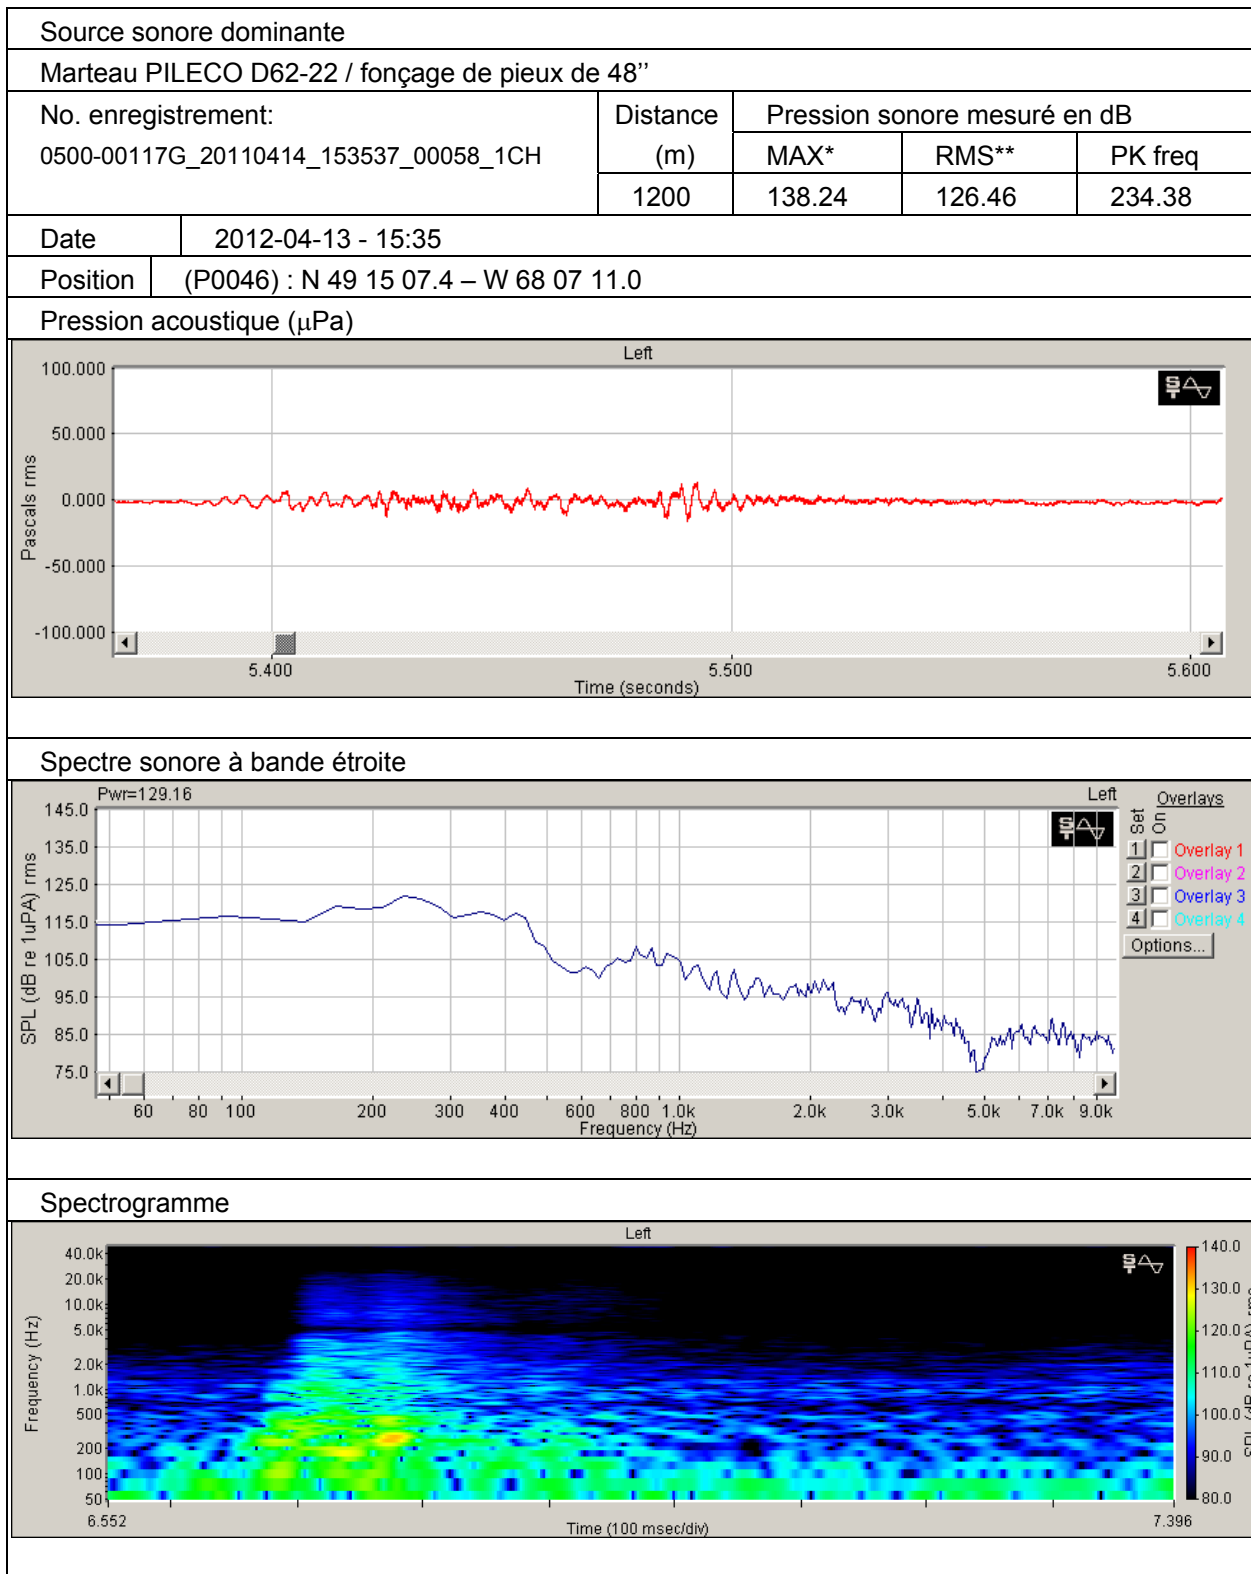 Source sonore dominante
Marteau PILECO D62-22 / fonçage de pieux de 48’’
No. enregistrement:
0500-00117G_20110414_153537_00058_1CH
Distance
(m)
Pression sonore mesuré en dB
MAX*
RMS**
PK freq
1200
138.24
126.46
234.38
Date
2012-04-13 - 15:35
Position
(P0046) : N 49 15 07.4 – W 68 07 11.0
Pression acoustique (μPa)
Left
100.000
50.000
0.000
-50.000
-100.000
Pascals rms
5.400
5.500
5.600
Time (seconds)
Spectre sonore à bande étroite
Pwr=129.16
Left
145.0
135.0
125.0
115.0
105.0
95.0
85.0
75.0
SPL (dB re 1uPA) rms
60 80 100 200 300 400 600 800 1.0k 2.0k 3.0k 5.0k 7.0k 9.0k
Frequency (Hz)
Overlays
Set On
1 Overlay 1
2 Overlay 2
3 Overlay 3
4 Overlay 4
Options...
Spectrogramme
Left
40.0k
20.0k
10.0k
5.0k
2.0k
1.0k
500
200
100
50
Frequency (Hz)
6.552
Time (100 msec/div)
7.396
140.0
130.0
120.0
110.0
100.0
90.0
80.0
SPL (dB re 1uPA) rms